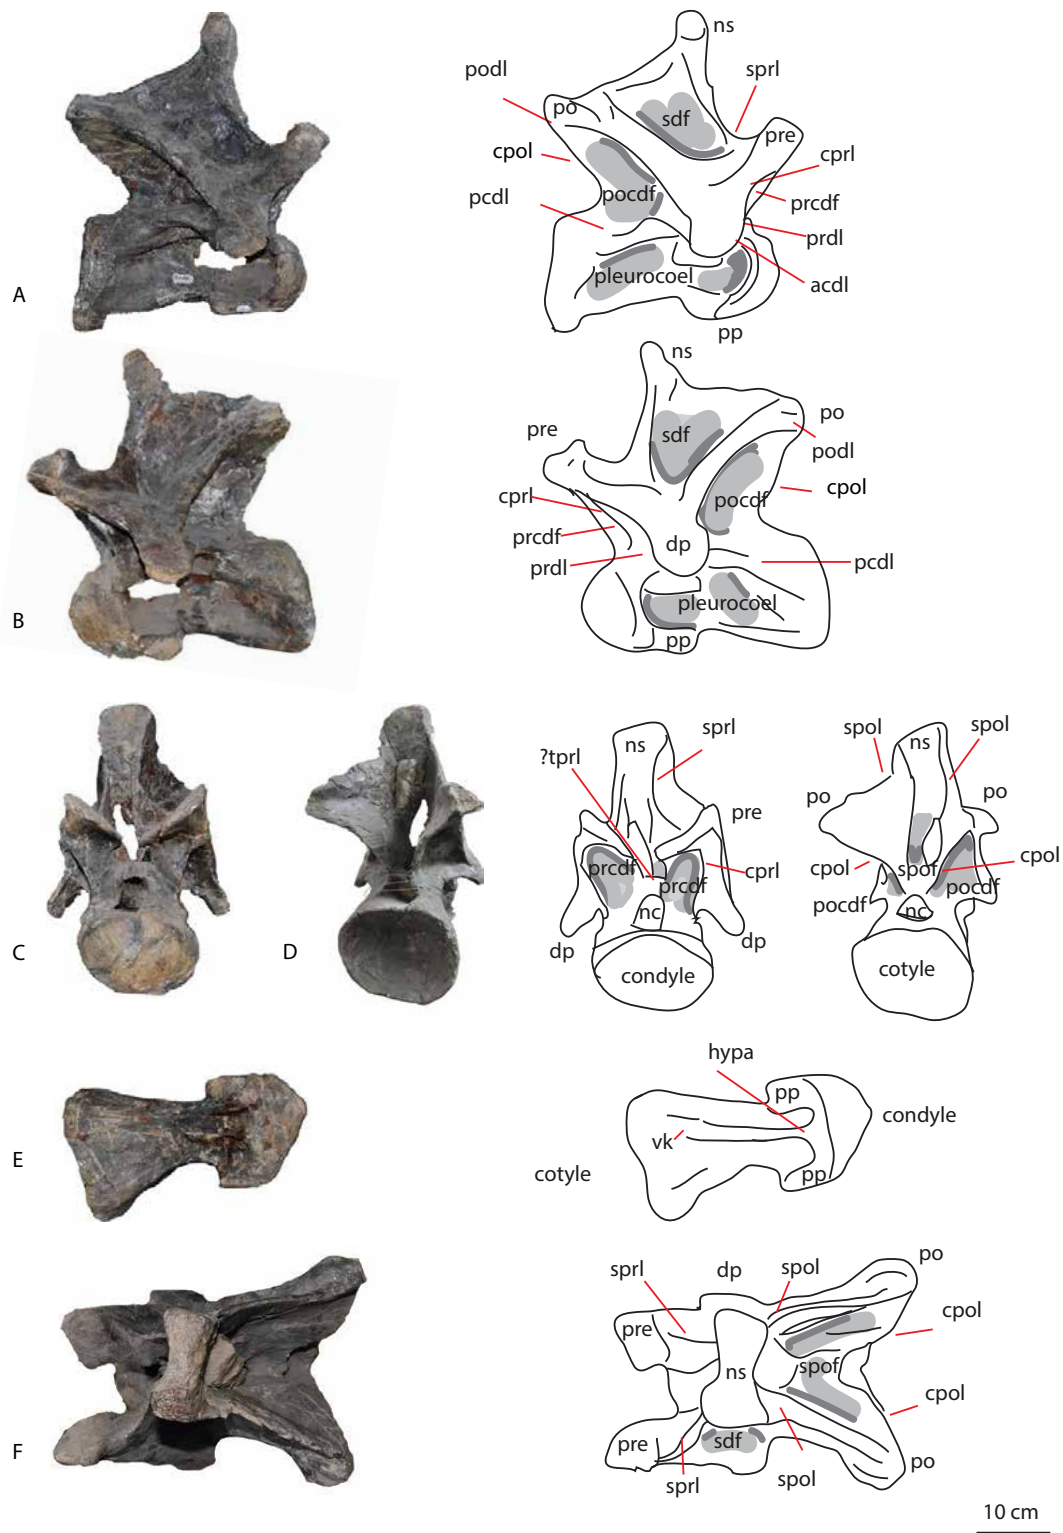 ns
podl
sprl
po
sdf
pre
cpol
cprl
pocdf
prcdf
pcdl
prdl
pleurocoel
acdl
A
pp
ns
pre
sdf
po
podl
cprl
pocdf
cpol
prcdf
dp
prdl
pcdl
pleurocoel
B
pp
sprl
spol
spol
ns
ns
?tprl
pre
po
po
prcdf
cprl
cpol
spof
cpol
prcdf
pocdf
nc
pocdf
nc
dp
dp
C
D
condyle
cotyle
hypa
pp
condyle
vk
E
cotyle
pp
dp
po
sprl
spol
cpol
pre
ns
spof
cpol
F
pre
sdf
po
sprl
spol
10 cm